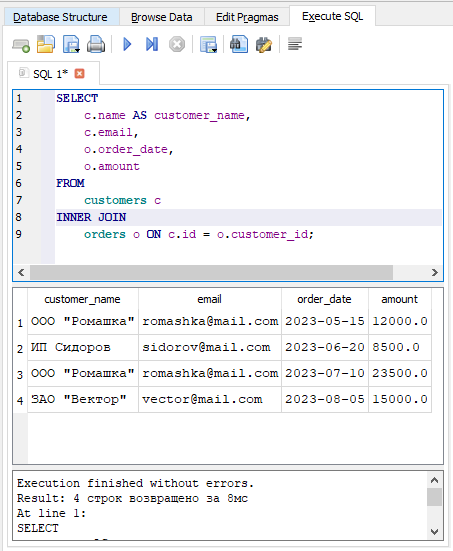 Database Structure Browse Data Edit Pragmas Execute SQL
SQL 1*
1 SELECT
2 c.name AS customer_name,
3 c.email,
4 o.order_date,
5 o.amount
6 FROM
7 customers c
8 INNER JOIN
9 orders o ON c.id = o.customer_id;
customer_name email order_date amount
1 ООО "Ромашка" romashka@mail.com 2023-05-15 12000.0
2 ИП Сидоров sidorov@mail.com 2023-06-20 8500.0
3 ООО "Ромашка" romashka@mail.com 2023-07-10 23500.0
4 ЗАО "Вектор" vector@mail.com 2023-08-05 15000.0
Execution finished without errors.
Result: 4 строк возвращено за 8мс
At line 1:
SELECT